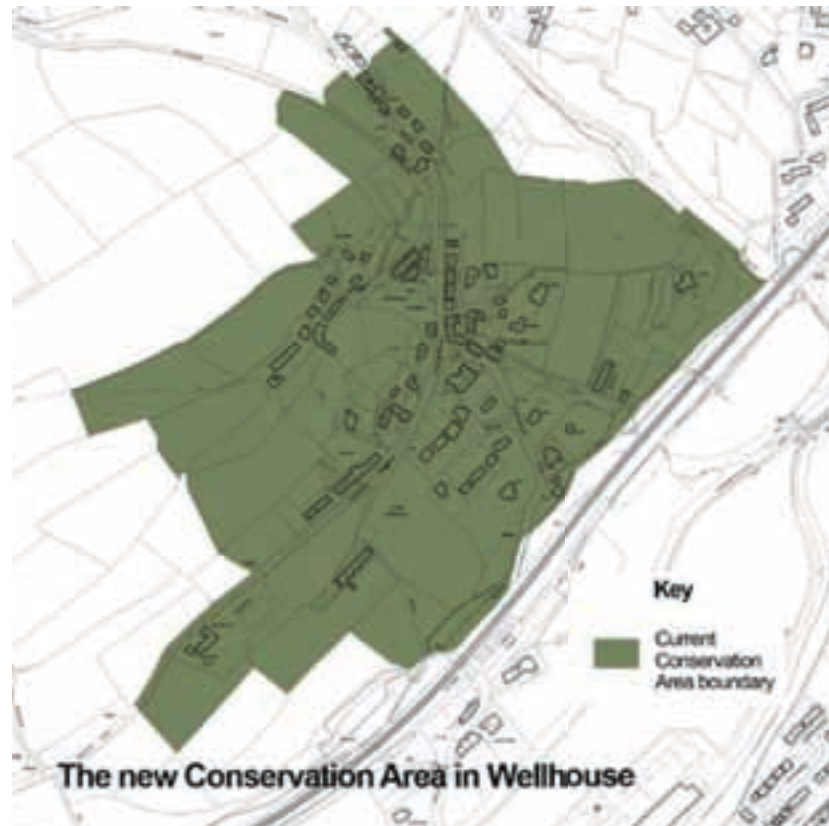 Key
Current
Conservation
Area boundary
The new Conservation Area in Wellhouse